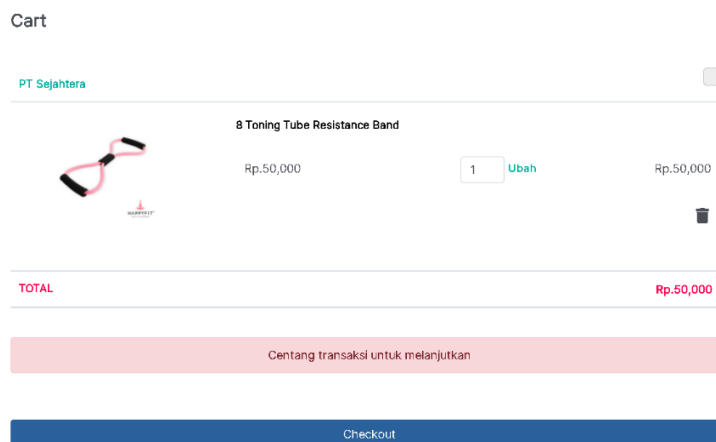 Cart
PT Sejahtera
8 Toning Tube Resistance Band
Rp.50,000
1
Ubah
Rp.50,000
TOTAL
Rp.50,000
Centang transaksi untuk melanjutkan
Checkout